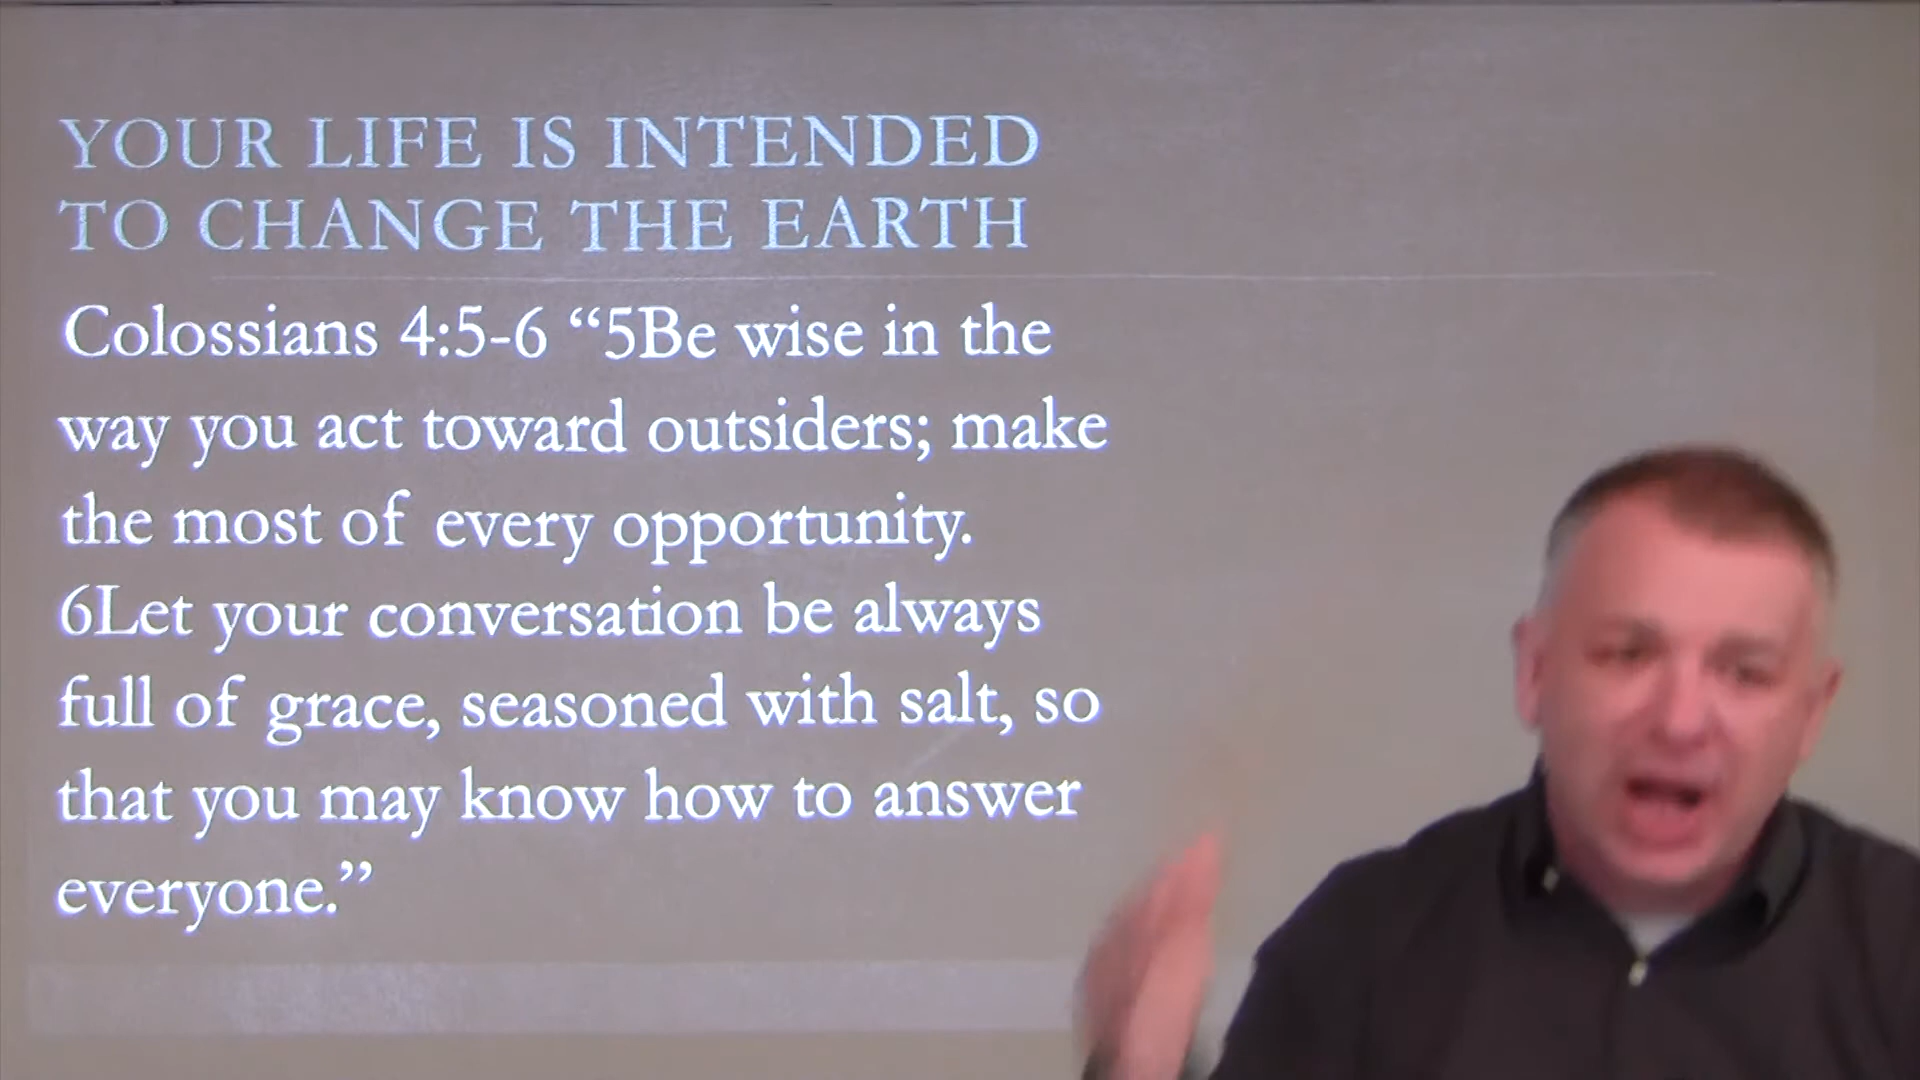 YOUR LIFE IS INTENDED
TO CHANGE THE EARTH
Colossians 4:5-6 “5Be wise in the
way you act toward outsiders; make
the most of every opportunity.
6Let your conversation be always
full of grace, seasoned with salt, so
that you may know how to answer
everyone.”